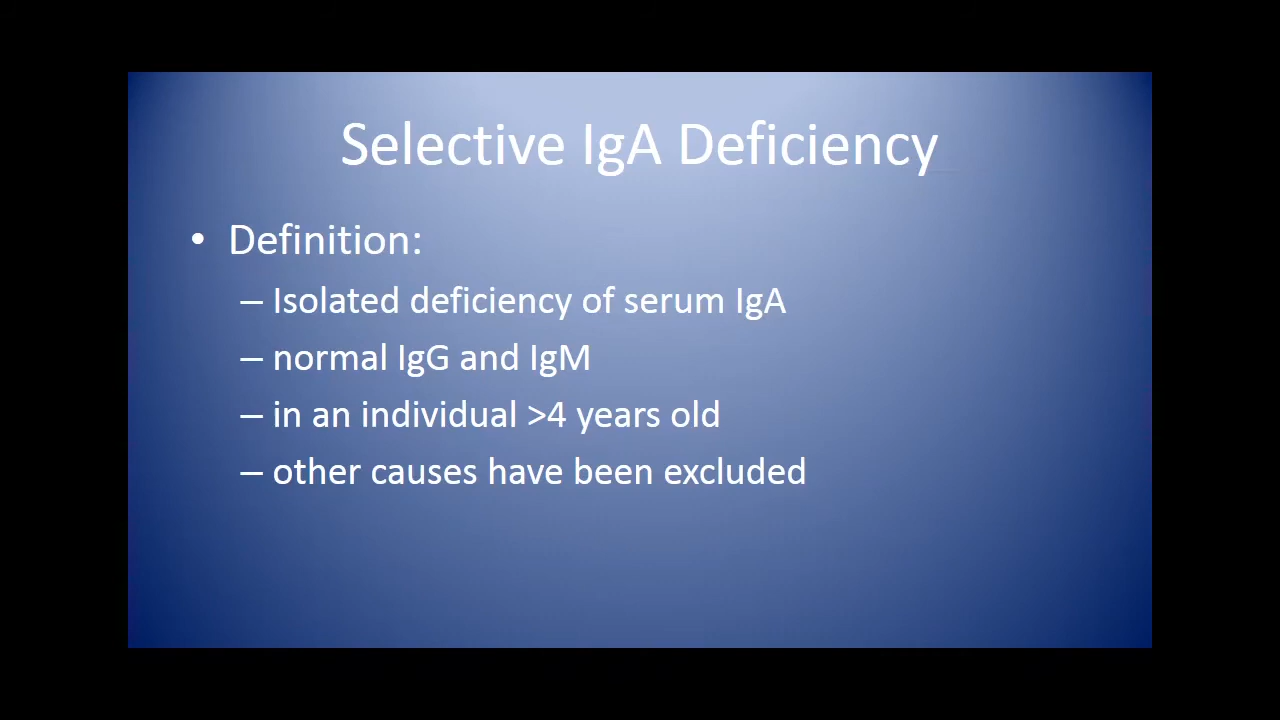 Selective IgA Deficiency
• Definition:
– Isolated deficiency of serum IgA
– normal IgG and IgM
– in an individual >4 years old
– other causes have been excluded